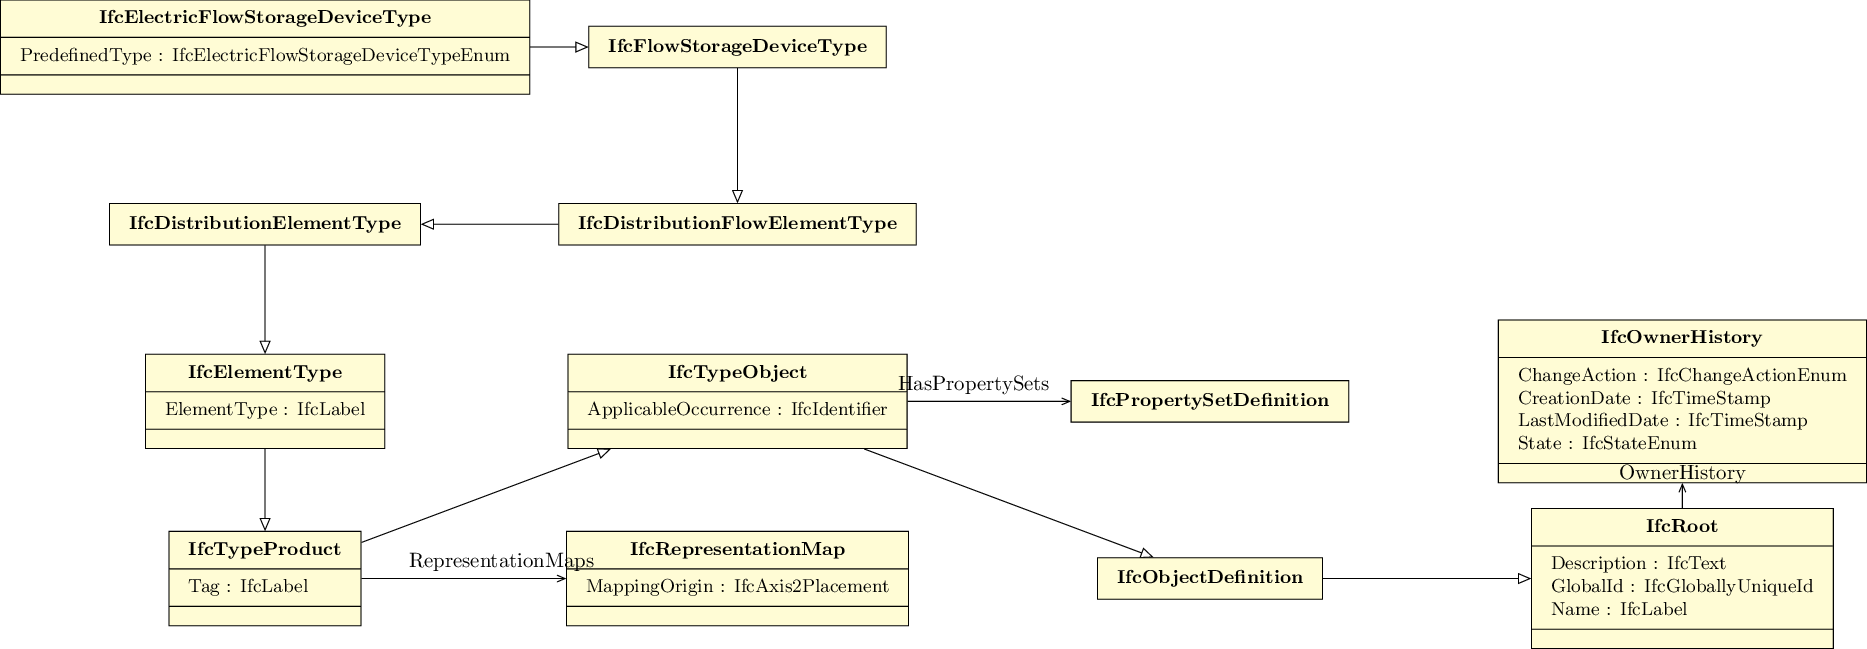 IfcElectricFlowStorageDeviceType
PredefinedType : IfcElectricFlowStorageDeviceTypeEnum
IfcFlowStorageDeviceType
IfcDistributionElementType
IfcDistributionFlowElementType
IfcElementType
ElementType : IfcLabel
IfcTypeObject
ApplicableOccurrence : IfcIdentifier
HasPropertySets
IfcPropertySetDefinition
IfcOwnerHistory
ChangeAction : IfcChangeActionEnum
CreationDate : IfcTimeStamp
LastModifiedDate : IfcTimeStamp
State : IfcStateEnum
OwnerHistory
IfcTypeProduct
Tag : IfcLabel
RepresentationMaps
IfcRepresentationMap
MappingOrigin : IfcAxis2Placement
IfcObjectDefinition
IfcRoot
Description : IfcText
GlobalId : IfcGloballyUniqueId
Name : IfcLabel